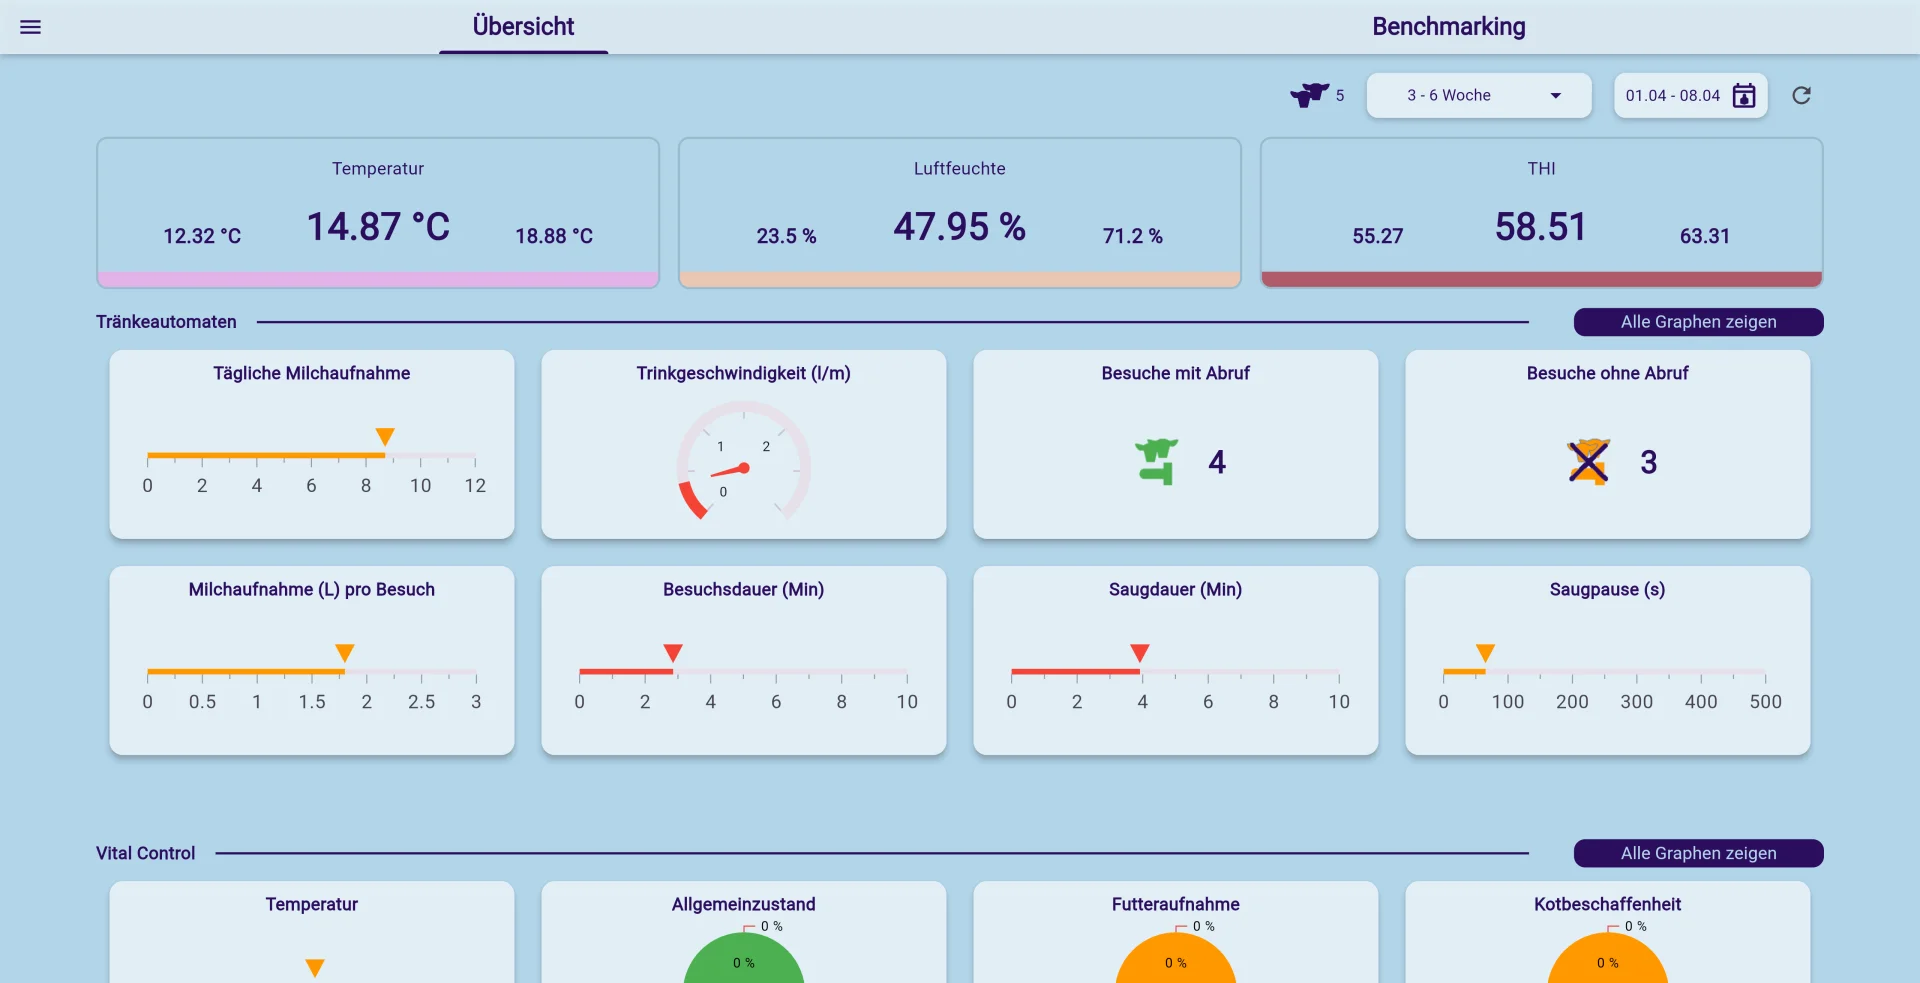 Übersicht
Benchmarking
5
3 - 6 Woche
01.04 - 08.04
Temperatur
12.32 °C 14.87 °C 18.88 °C
Luftfeuchte
23.5 % 47.95 % 71.2 %
THI
55.27 58.51 63.31
Tränkeautomaten
Alle Graphen zeigen
Tägliche Milchaufnahme
0 2 4 6 8 10 12
Trinkgeschwindigkeit (l/m)
1 2
0
Besuche mit Abruf
4
Besuche ohne Abruf
3
Milchaufnahme (L) pro Besuch
0 0.5 1 1.5 2 2.5 3
Besuchsdauer (Min)
0 2 4 6 8 10
Saugdauer (Min)
0 2 4 6 8 10
Saugpause (s)
0 100 200 300 400 500
Vital Control
Alle Graphen zeigen
Temperatur
Allgemeinzustand
0 %
0 %
Futteraufnahme
0 %
0 %
Kotbeschaffenheit
0 %
0 %